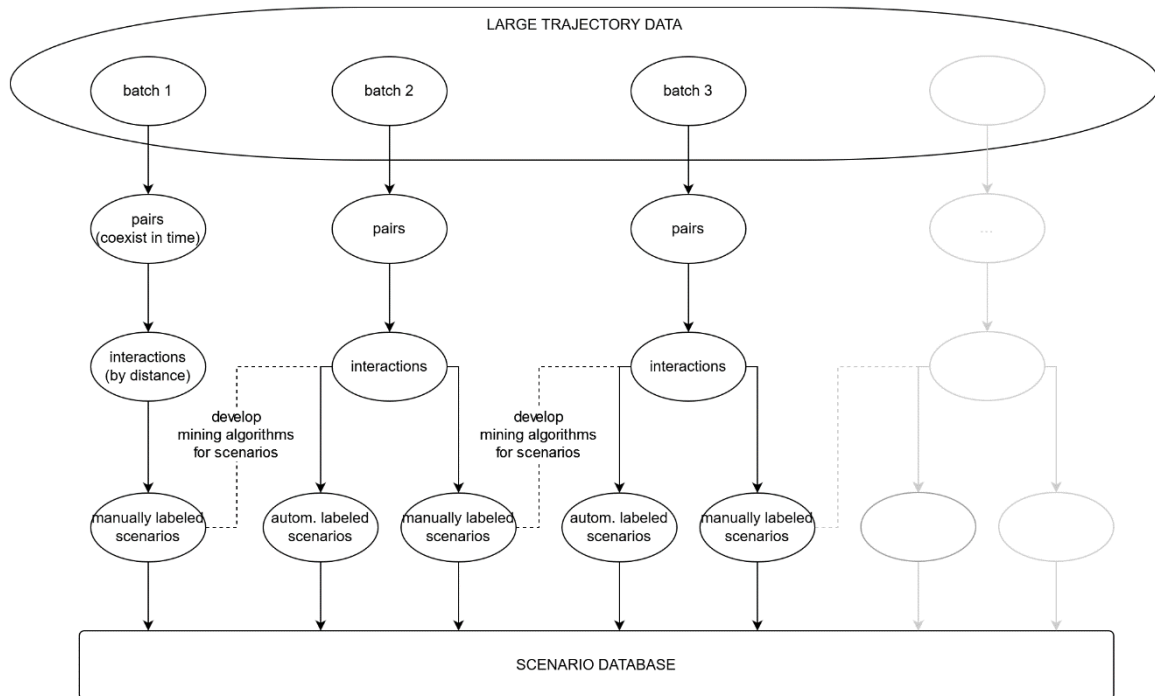 LARGE TRAJECTORY DATA
batch 1
batch 2
batch 3
pairs
(coexist in time)
pairs
pairs
...
interactions
(by distance)
interactions
interactions
develop
mining algorithms
for scenarios
develop
mining algorithms
for scenarios
manually labeled
scenarios
autom. labeled
scenarios
manually labeled
scenarios
autom. labeled
scenarios
manually labeled
scenarios
SCENARIO DATABASE